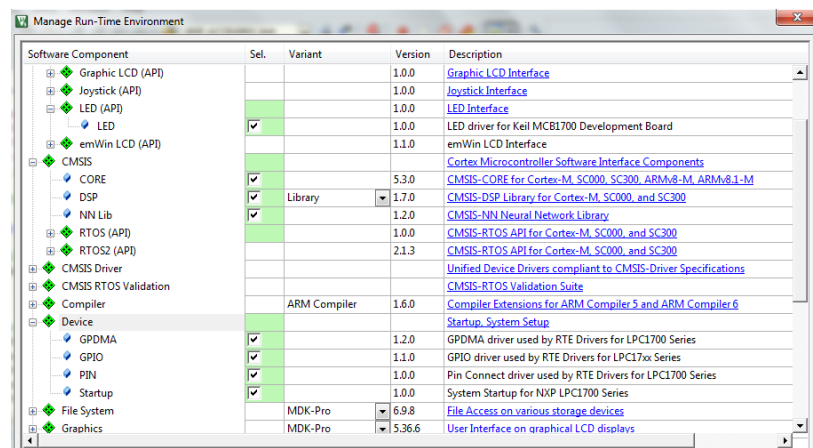 Manage Run-Time Environment
Software Component Sel. Variant Version Description
Graphic LCD (API) 1.0.0 Graphic LCD Interface
Joystick (API) 1.0.0 Joystick Interface
LED (API) 1.0.0 LED Interface
LED 1.0.0 LED driver for Keil MCB1700 Development Board
emWin LCD (API) 1.1.0 emWin LCD Interface
CMSIS Cortex Microcontroller Software Interface Components
CORE 5.3.0 CMSIS-CORE for Cortex-M, SC000, SC300, ARMv8-M, ARMv8.1-M
DSP Library 1.7.0 CMSIS-DSP Library for Cortex-M, SC000, and SC300
NN Lib 1.2.0 CMSIS-NN Neural Network Library
RTOS (API) 1.0.0 CMSIS-RTOS API for Cortex-M, SC000, and SC300
RTOS2 (API) 2.1.3 CMSIS-RTOS API for Cortex-M, SC000, and SC300
CMSIS Driver Unified Device Drivers compliant to CMSIS-Driver Specifications
CMSIS RTOS Validation CMSIS-RTOS Validation Suite
Compiler ARM Compiler 1.6.0 Compiler Extensions for ARM Compiler 5 and ARM Compiler 6
Device Startup, System Setup
GPDMA 1.2.0 GPDMA driver used by RTE Drivers for LPC1700 Series
GPIO 1.1.0 GPIO driver used by RTE Drivers for LPC17xx Series
PIN 1.0.0 Pin Connect driver used by RTE Drivers for LPC1700 Series
Startup 1.0.0 System Startup for NXP LPC1700 Series
File System MDK-Pro 6.9.8 File Access on various storage devices
Graphics MDK-Pro 5.36.6 User Interface on graphical LCD displays